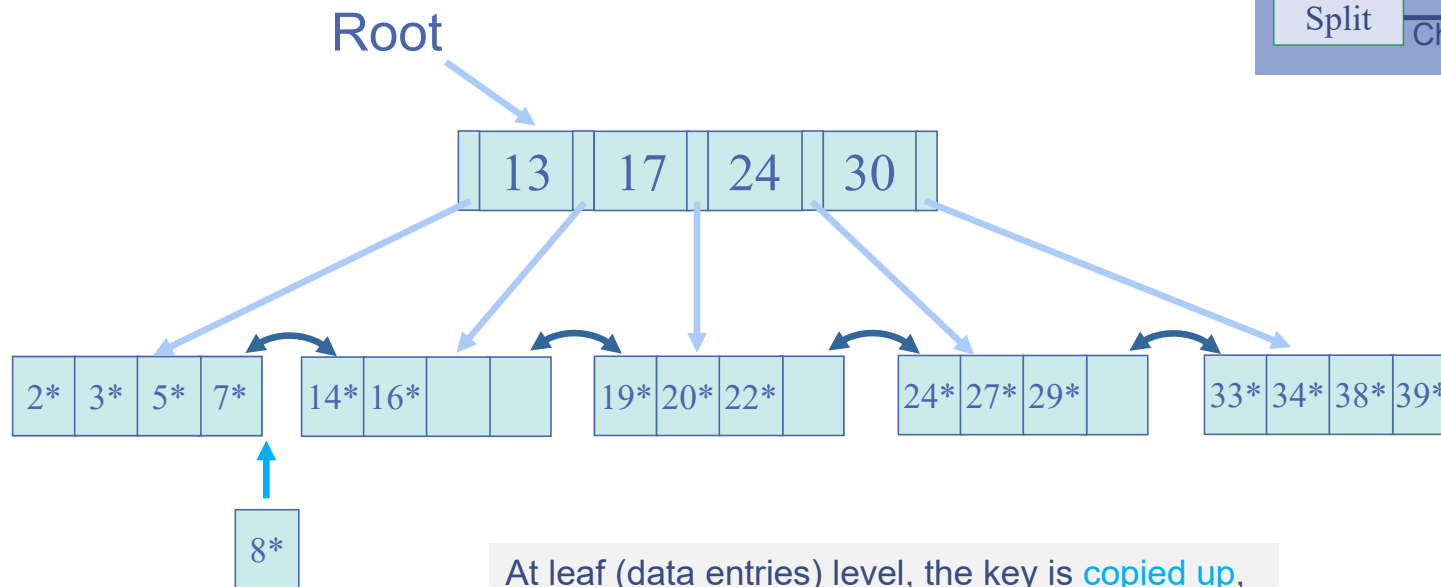 Split
Root
13 17 24 30
2* 3* 5* 7* 14* 16* 19* 20* 22* 24* 27* 29* 33* 34* 38* 39*
8*
At leaf (data entries) level, the key is copied up,